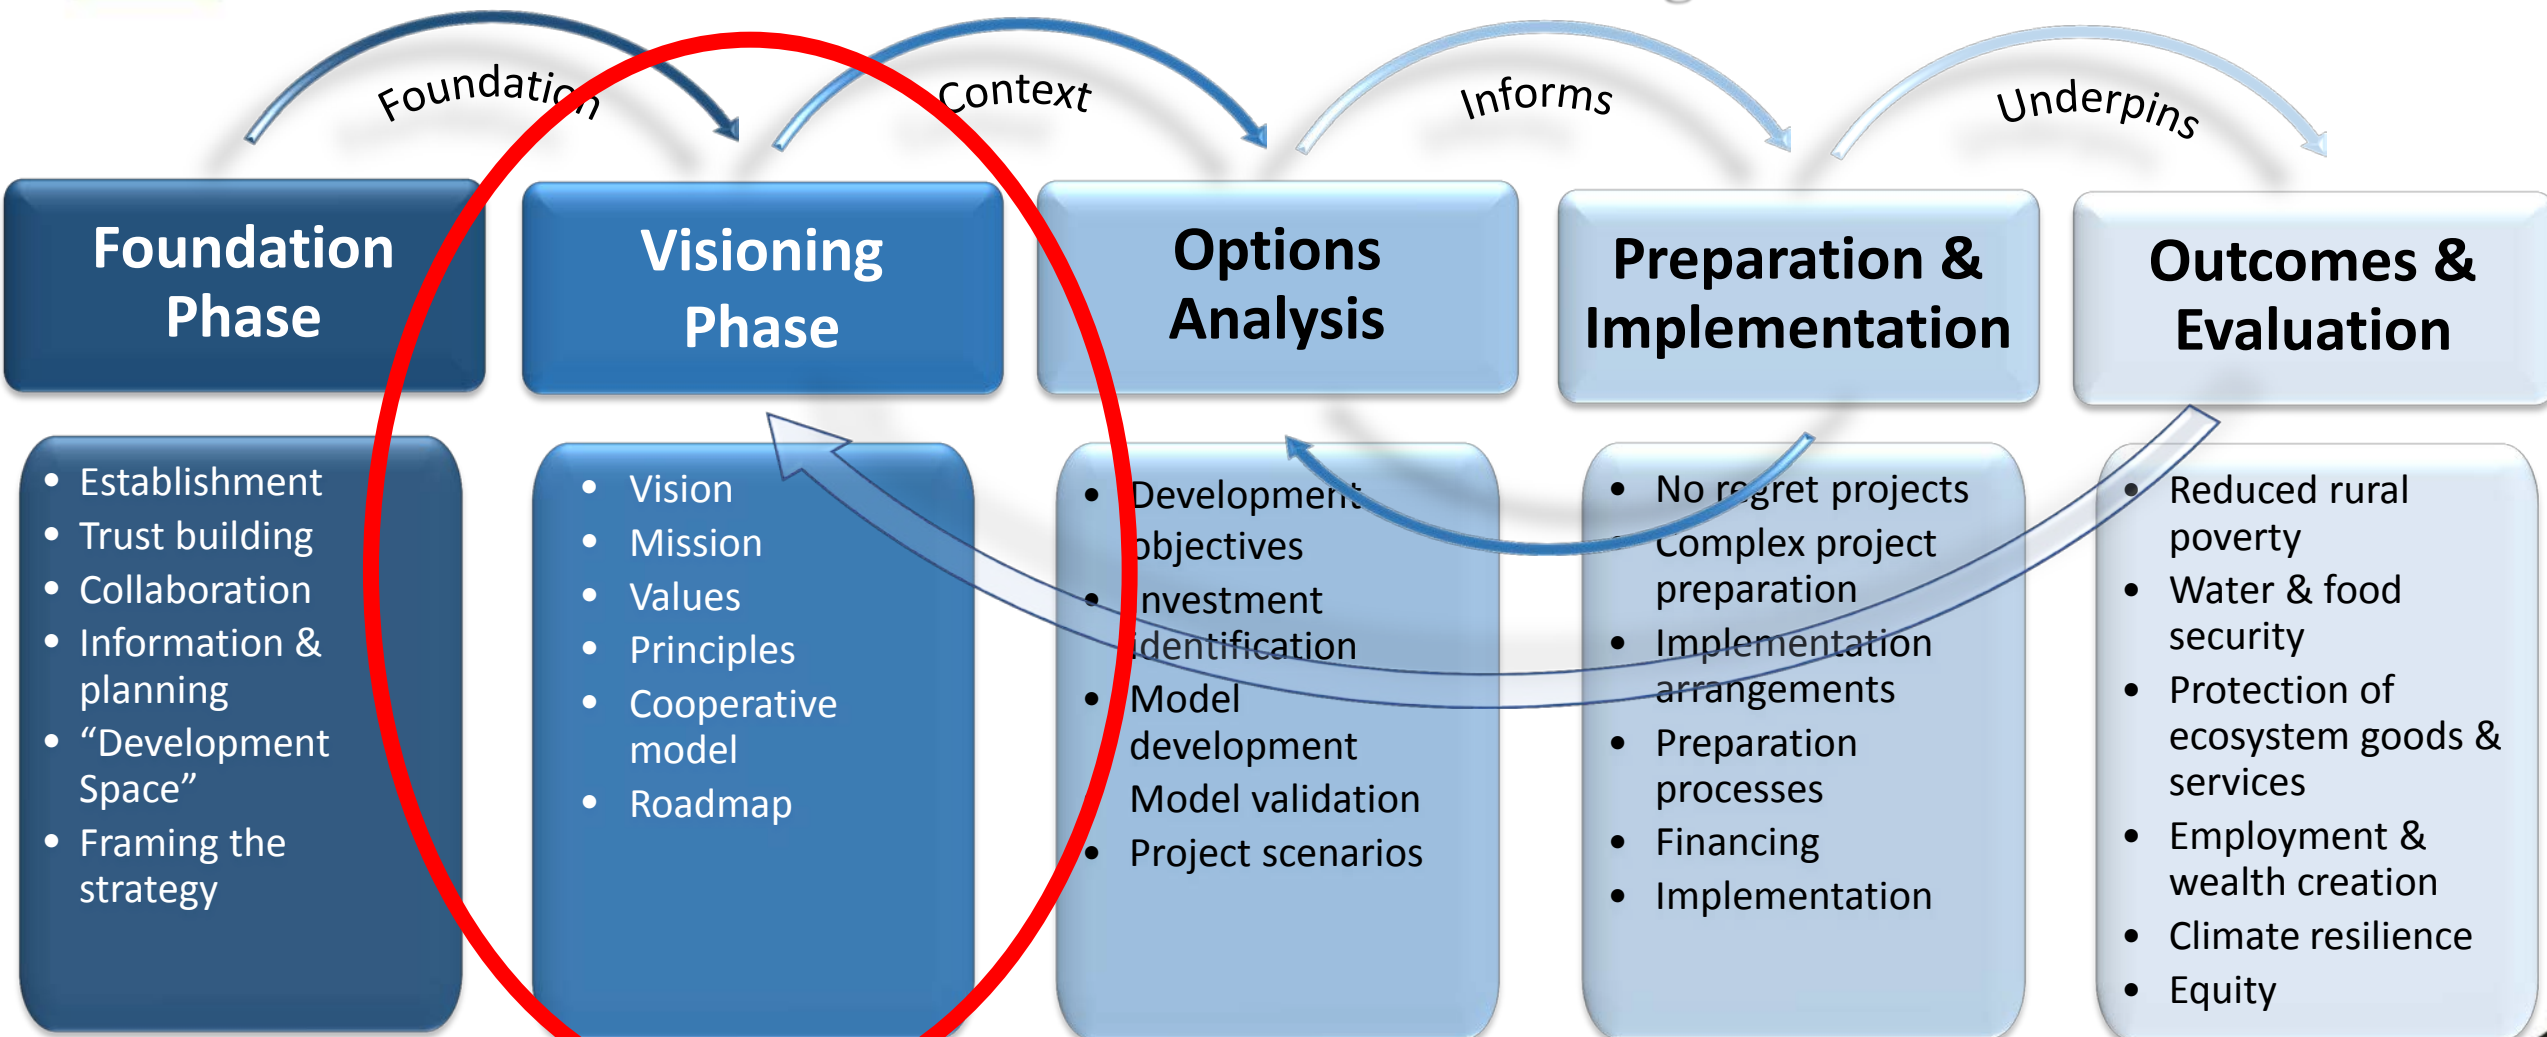 Foundation
Context
Informs
Underpins
Foundation
Phase
Visioning
Phase
Options
Analysis
Preparation &
Implementation
Outcomes &
Evaluation
• Establishment
• Trust building
• Collaboration
• Information &
planning
• “Development
Space”
• Framing the
strategy
• Vision
• Mission
• Values
• Principles
• Cooperative
model
• Roadmap
• Development
objectives
• Investment
identification
• Model
development
Model validation
• Project scenarios
• No regret projects
• Complex project
preparation
• Implementation
arrangements
• Preparation
processes
• Financing
• Implementation
• Reduced rural
poverty
• Water & food
security
• Protection of
ecosystem goods &
services
• Employment &
wealth creation
• Climate resilience
• Equity